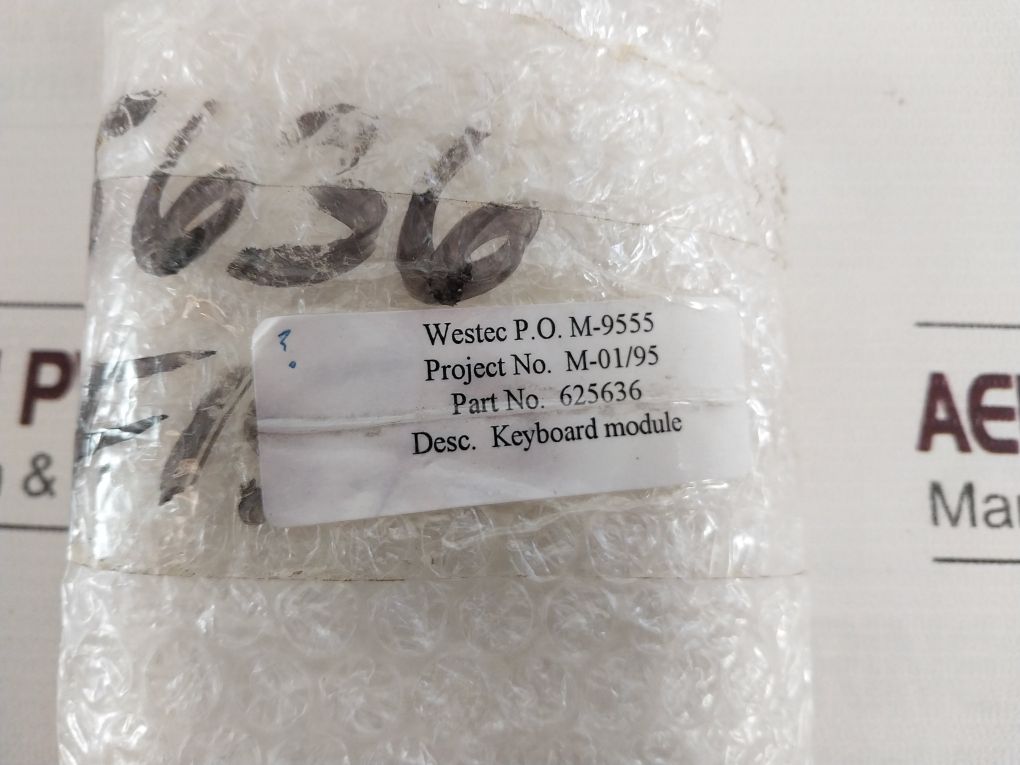 636
?
Westec P.O. M-9555
Project No. M-01/95
Part No. 625636
Desc. Keyboard module
P
&
AE
Ma